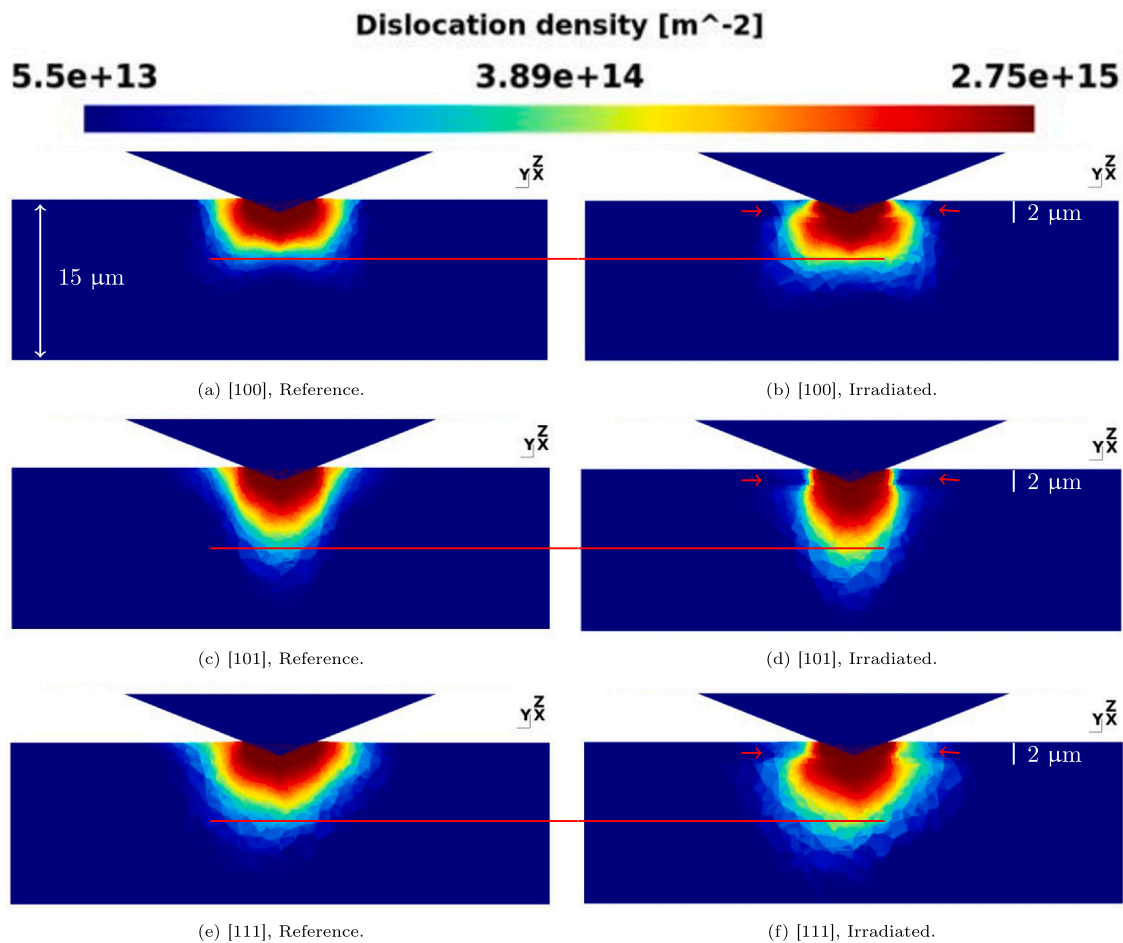 Dislocation density [m^-2]
5.5e+13 3.89e+14 2.75e+15
Z
Y X
Z
Y X
15 μm
2 μm
(a) [100], Reference.
(b) [100], Irradiated.
Z
Y X
Z
Y X
2 μm
(c) [101], Reference.
(d) [101], Irradiated.
Z
Y X
Z
Y X
2 μm
(e) [111], Reference.
(f) [111], Irradiated.